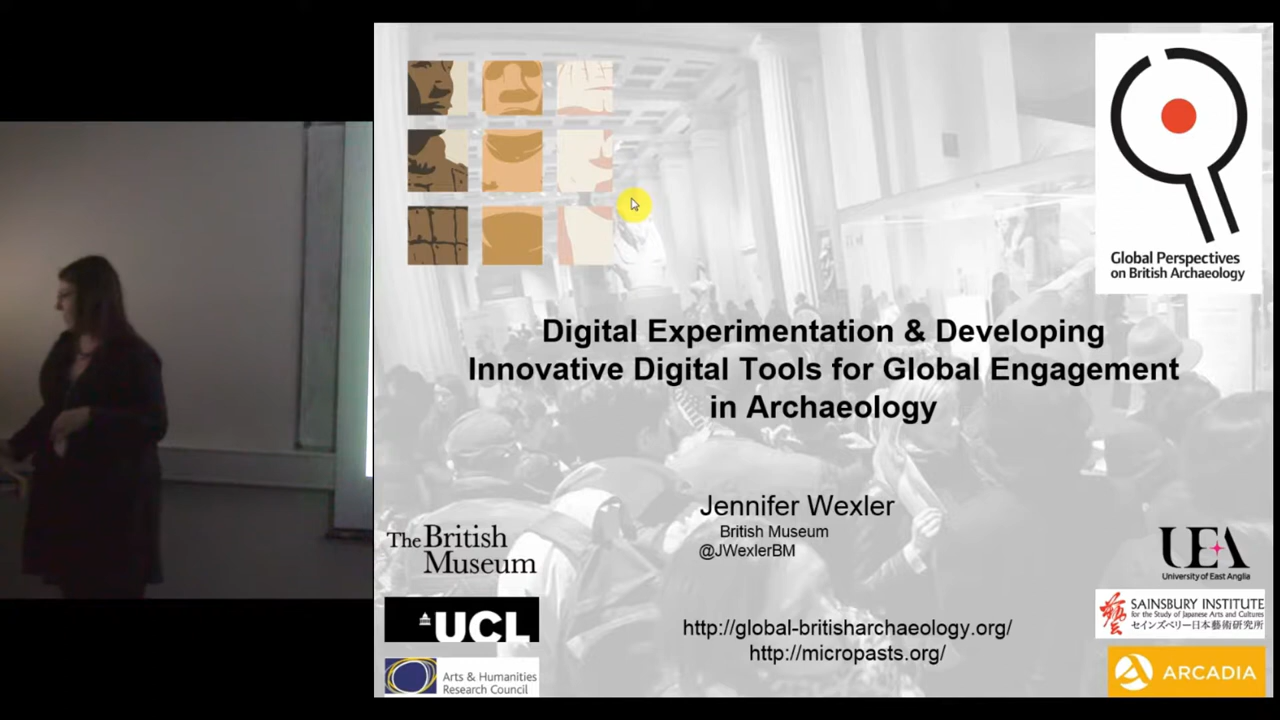 Global Perspectives
on British Archaeology
Digital Experimentation & Developing
Innovative Digital Tools for Global Engagement
in Archaeology
Jennifer Wexler
British Museum
@JWexlerBM
The British
Museum
UCL
Arts & Humanities
Research Council
http://global-britisharchaeology.org/
http://micropasts.org/
UEA
University of East Anglia
藝
SAINSBURY INSTITUTE
for the Study of Japanese Arts and Cultures
セインズベリー日本藝術研究所
ARCADIA